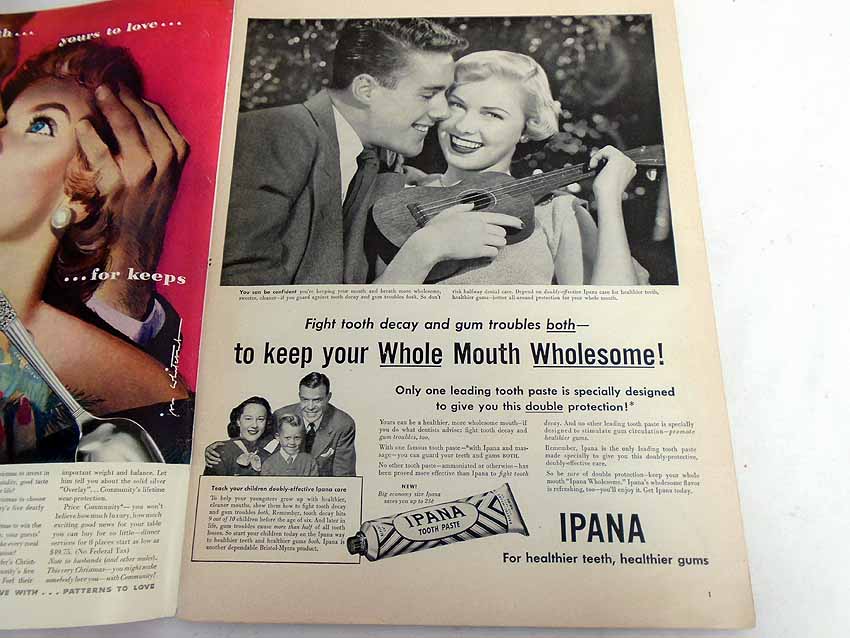 th...
yours to love...
...for keeps
jon whitcomb
important weight and balance. Let
him tell you about the solid silver
"Overlay"... Community's lifetime
wear-protection.
Price Community*—you won't
believe how much luxury, how much
exciting good news for your table
you can buy for so little—dinner
services for 8 pieces start as low as
$49.75. (No Federal Tax)
Note to husbands (and other males).
This very Christmas—you might make
somebody love you—with Community!
VE WITH ... PATTERNS TO LOVE
You can be confident you're keeping your mouth and breath more wholesome,
sweeter, cleaner—if you guard against tooth decay and gum troubles both. So don't
risk halfway dental care. Depend on doubly-effective Ipana care for healthier teeth,
healthier gums—better all-around protection for your whole mouth.
Fight tooth decay and gum troubles both—
to keep your Whole Mouth Wholesome!
Only one leading tooth paste is specially designed
to give you this double protection!*
Yours can be a healthier, more wholesome mouth—if
you do what dentists advise: fight tooth decay and
gum troubles, too.
With one famous tooth paste—*with Ipana and mas-
sage—you can guard your teeth and gums BOTH.
No other tooth paste—ammoniated or otherwise—has
been proved more effective than Ipana to fight tooth
decay. And no other leading tooth paste is specially
designed to stimulate gum circulation—promote
healthier gums.
Remember, Ipana is the only leading tooth paste
made specially to give you this doubly-protective,
doubly-effective care.
So be sure of double protection—keep your whole
mouth "Ipana Wholesome." Ipana's wholesome flavor
is refreshing, too—you'll enjoy it. Get Ipana today.
Teach your children doubly-effective Ipana care
To help your youngsters grow up with healthier,
cleaner mouths, show them how to fight tooth decay
and gum troubles both. Remember, tooth decay hits
9 out of 10 children before the age of six. And later in
life, gum troubles cause more than half of all tooth
losses. So start your children today on the Ipana way
to healthier teeth and healthier gums both. Ipana is
another dependable Bristol-Myers product.
NEW!
Big economy size Ipana
saves you up to 23¢
IPANA
TOOTH PASTE
IPANA
For healthier teeth, healthier gums
1